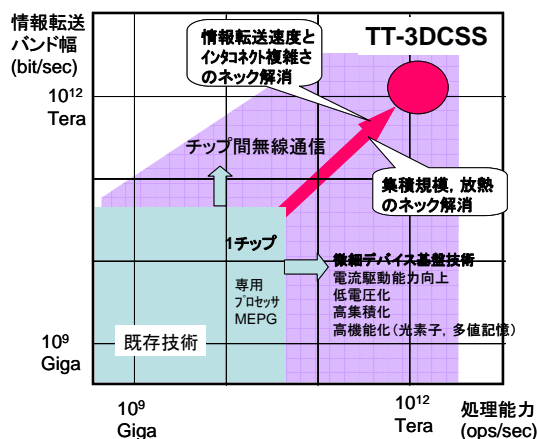 情報転送
バンド幅
(bit/sec)
TT-3DCSS
情報転送速度と
インタコネクト複雑さ
のネック解消
10¹²
Tera
チップ間無線通信
集積規模，放熱
のネック解消
1チップ
微細デバイス基盤技術
電流駆動能力向上
低電圧化
高集積化
高機能化（光素子，多値記憶）
専用
プロセッサ
MEPG
既存技術
10⁹
Giga
10⁹
Giga
10¹²
Tera
処理能力
(ops/sec)